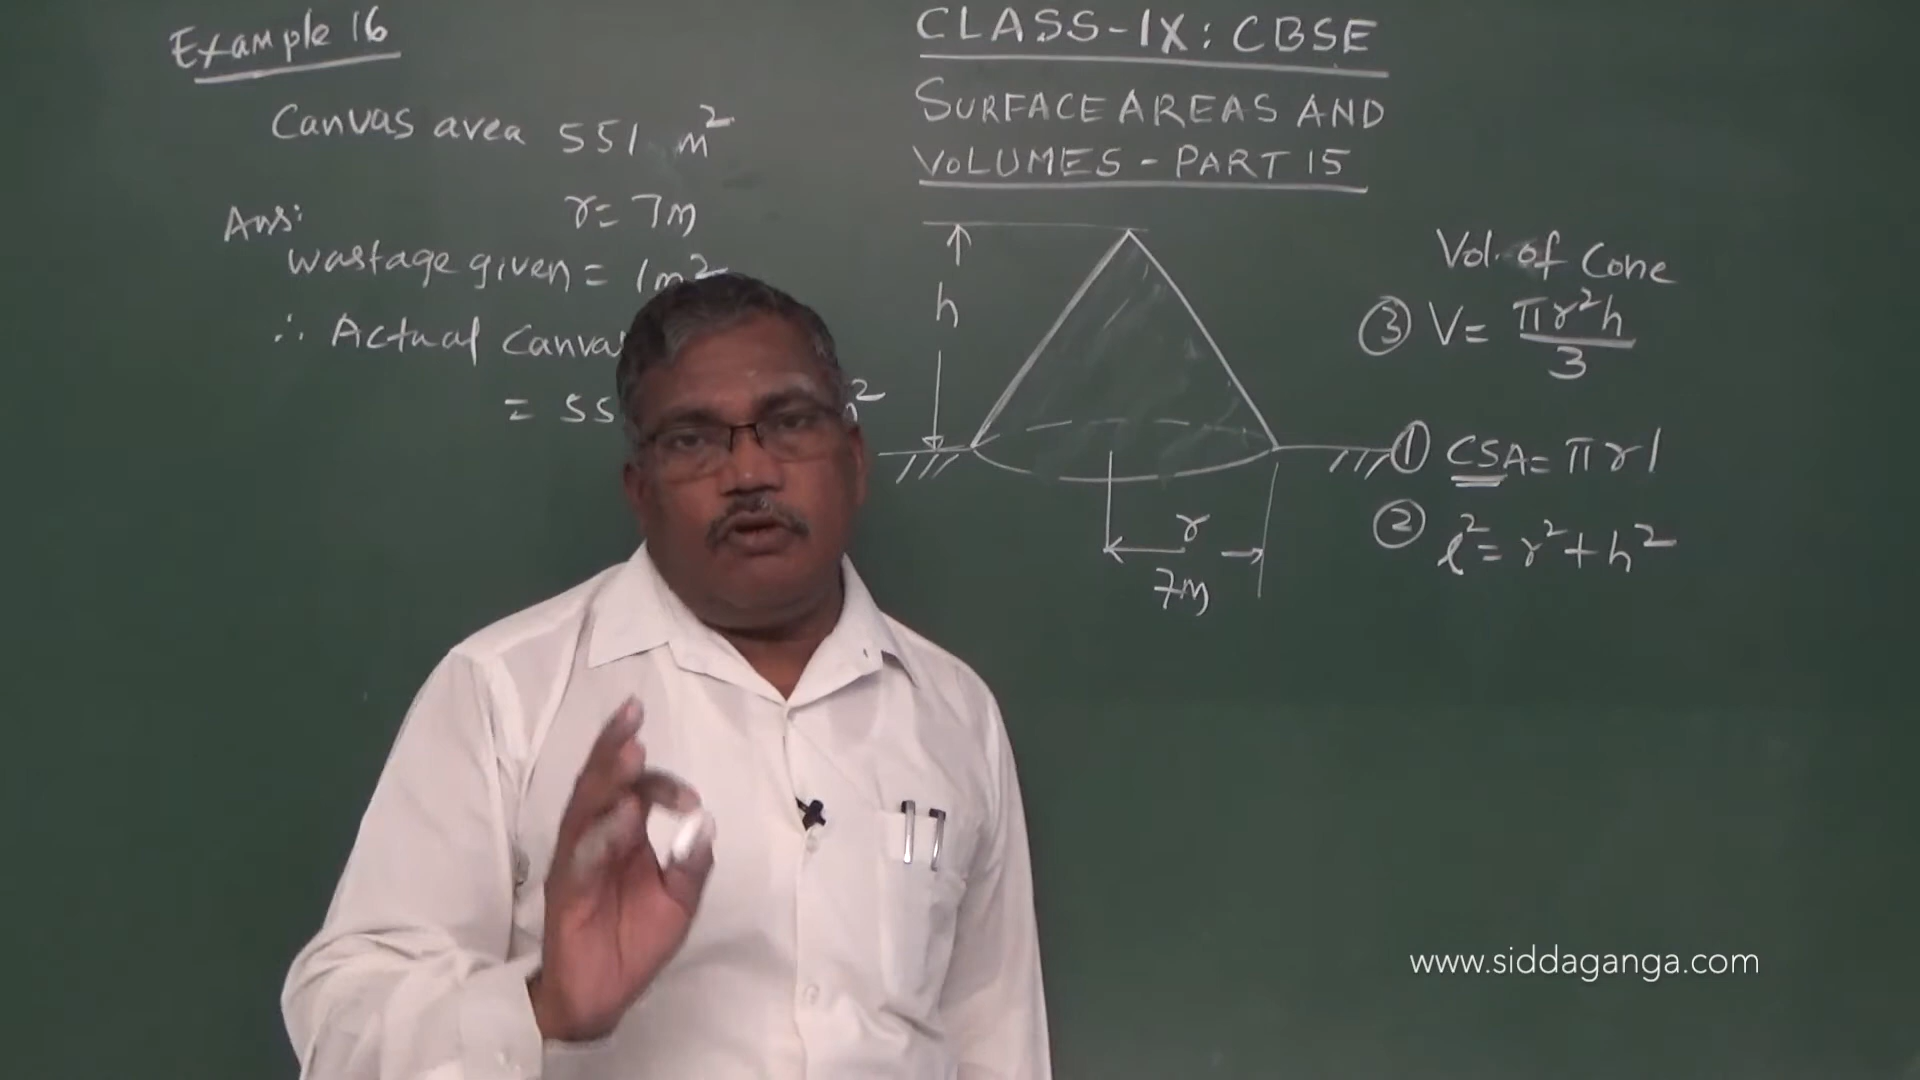 Example 16
Canvas area 551 m²
r = 7m
Ans:
wastage given = 1m²
∴ Actual Canvas
= 55
CLASS-IX: CBSE
SURFACE AREAS AND
VOLUMES - PART 15
h
r
7m
Vol. of Cone
③ V = πr²h/3
① CSA = πrl
② l² = r² + h²
www.siddaganga.com